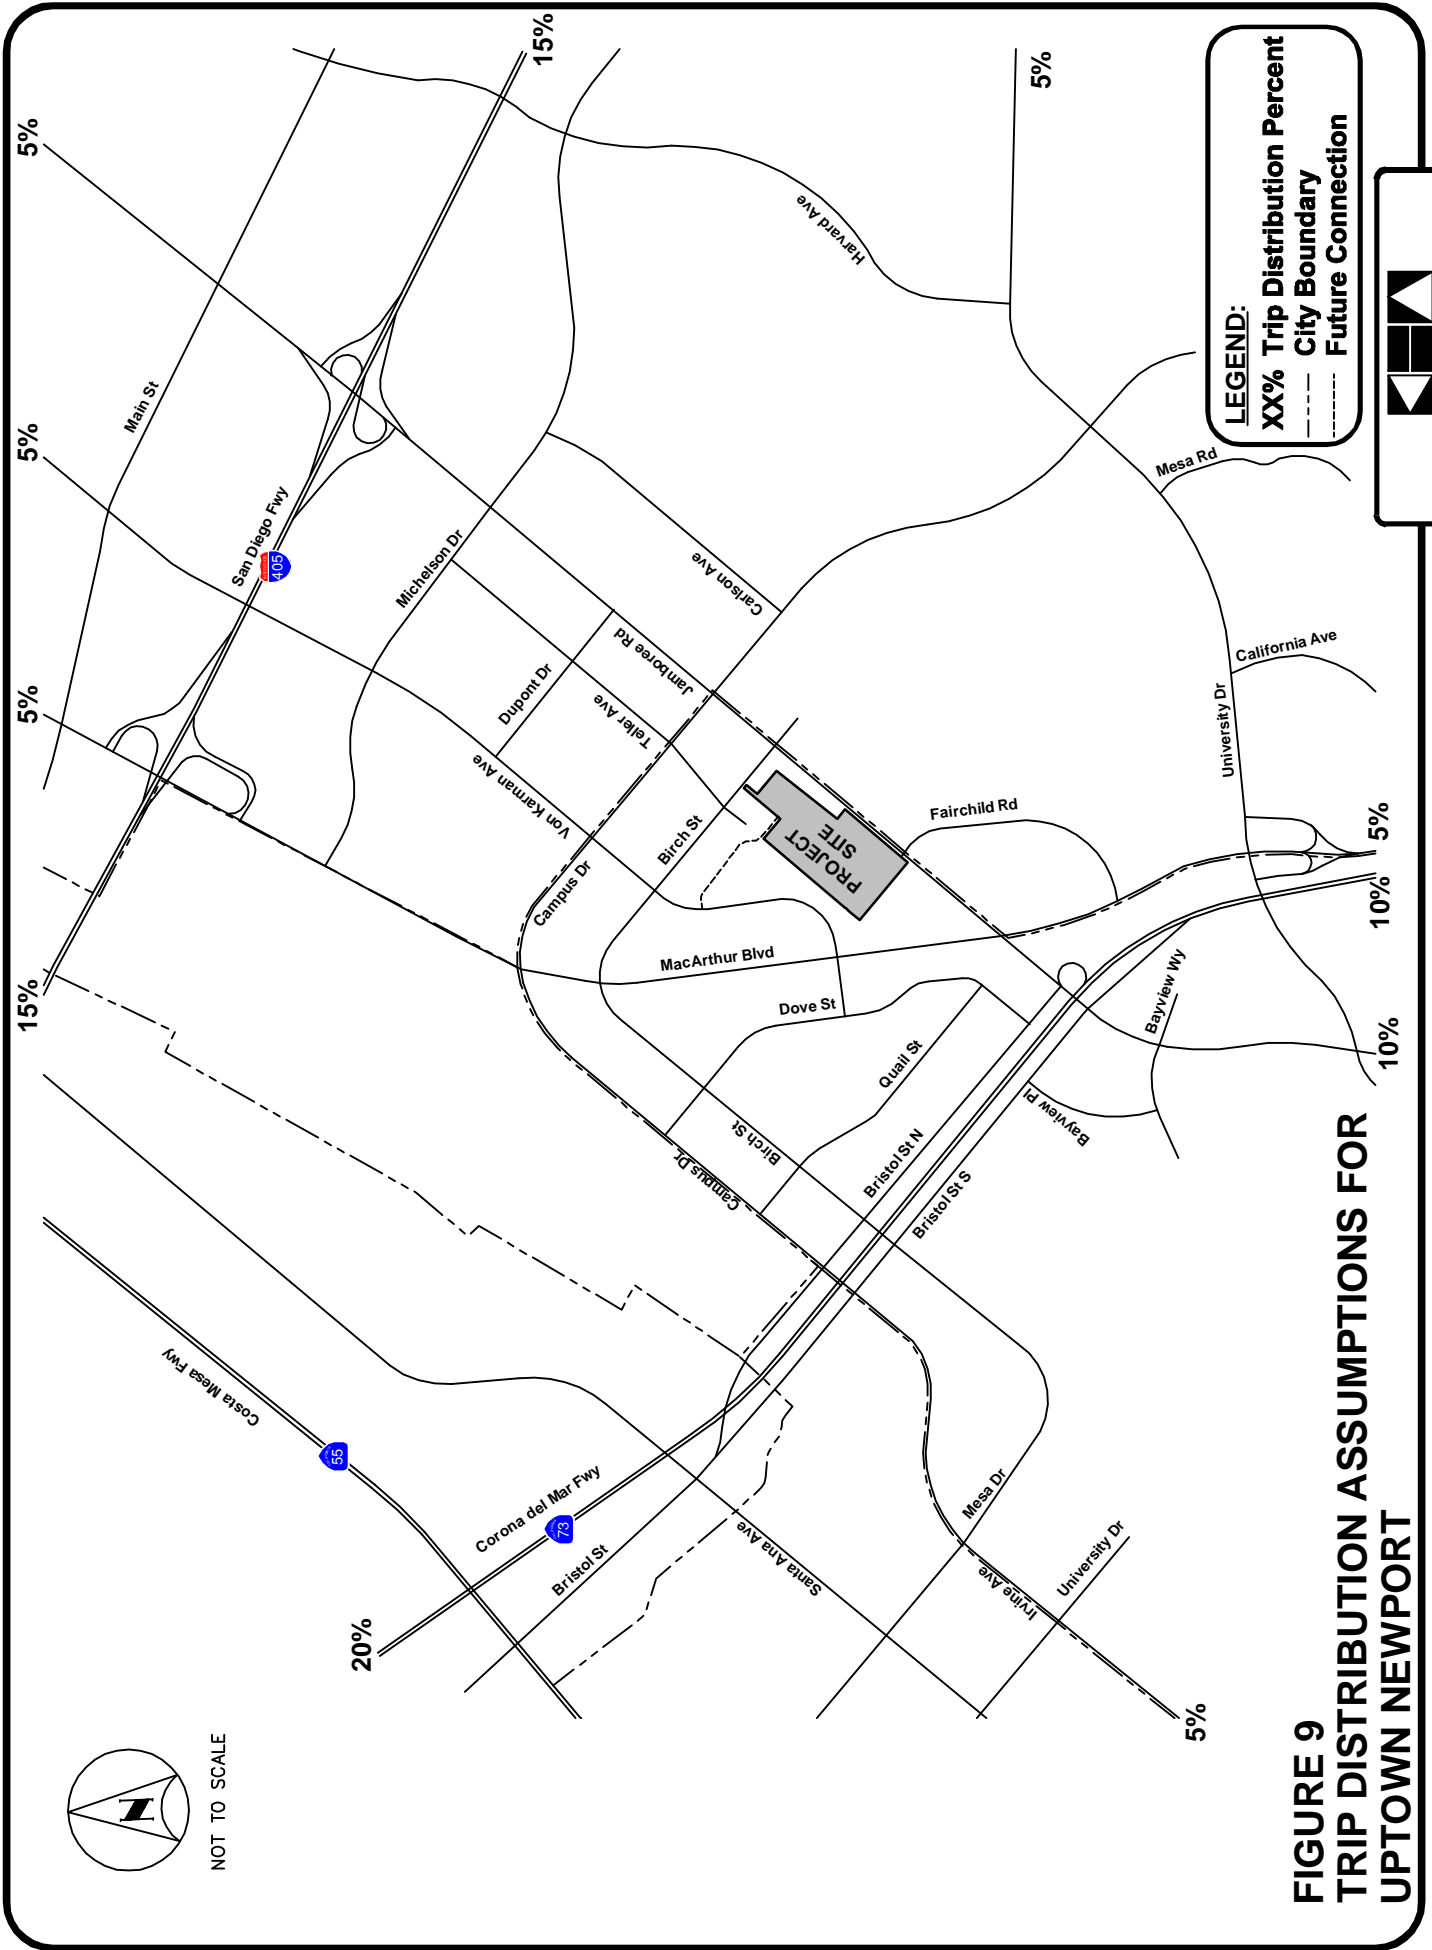 15%
5%
5%
5%
15%
20%
5%
10%
10%
5%
5%
Main St
San Diego Fwy
405
Michelson Dr
Harvard Ave
Carlson Ave
Jamboree Rd
Dupont Dr
Teller Ave
Von Karman Ave
Birch St
Campus Dr
PROJECT
SITE
Fairchild Rd
MacArthur Blvd
Dove St
Quail St
Birch St
Campus Dr
Bristol St N
Bristol St S
Bayview Pl
Bayview Wy
University Dr
California Ave
Mesa Rd
Costa Mesa Fwy
55
Corona del Mar Fwy
73
Bristol St
Santa Ana Ave
Mesa Dr
Irvine Ave
University Dr
N
NOT TO SCALE
LEGEND:
XX% Trip Distribution Percent
City Boundary
Future Connection
FIGURE 9
TRIP DISTRIBUTION ASSUMPTIONS FOR
UPTOWN NEWPORT